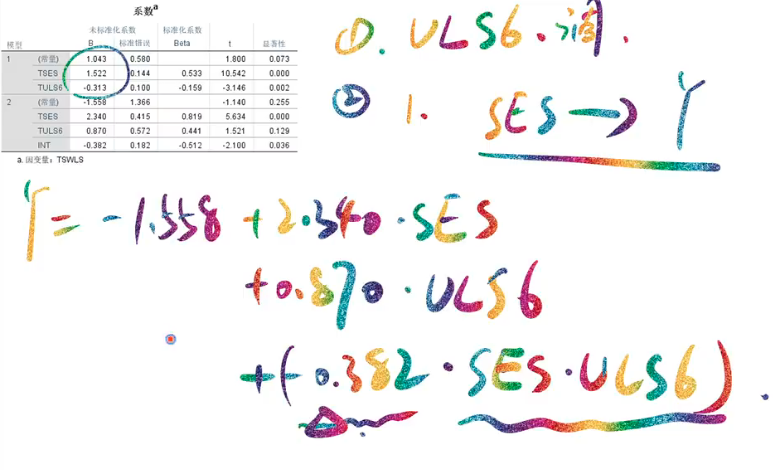 系数a
未标准化系数 标准化系数
模型 B 标准错误 Beta t 显著性
1 (常量) 1.043 0.580 1.800 0.073
TSES 1.522 0.144 0.533 10.542 0.000
TULS6 -0.313 0.100 -0.159 -3.146 0.002
2 (常量) -1.558 1.366 -1.140 0.255
TSES 2.340 0.415 0.819 5.634 0.000
TULS6 0.870 0.572 0.441 1.521 0.129
INT -0.382 0.182 -0.512 -2.100 0.036
a. 因变量：TSWLS
①. ULS6.调.
② 1. SES → Y
Y = -1.558 + 2.340 · SES
+0.870 · ULS6
+(-0.382 · SES · ULS6)